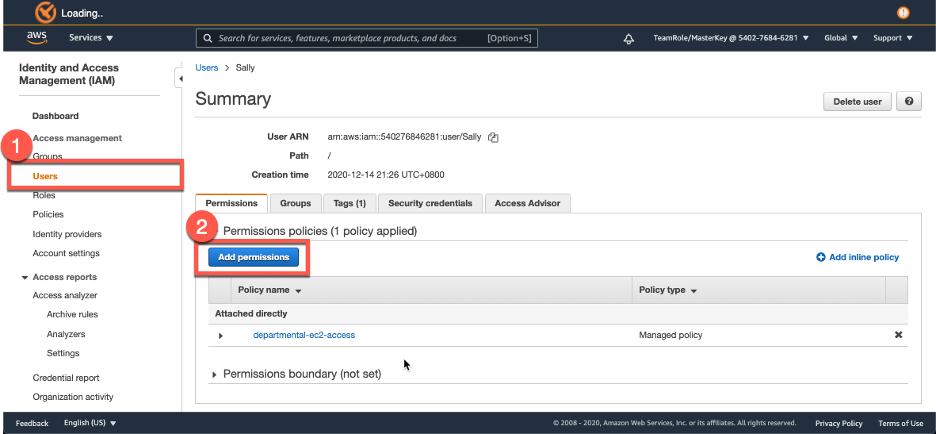 Loading..
aws
Services
Search for services, features, marketplace products, and docs [Option+S]
TeamRole/MasterKey @ 5402-7684-6281
Global
Support
Identity and Access
Management (IAM)
Dashboard
1
Access management
Groups
Users
Roles
Policies
Identity providers
Account settings
Access reports
Access analyzer
Archive rules
Analyzers
Settings
Credential report
Organization activity
Users > Sally
Summary
Delete user
User ARN arn:aws:iam::540276846281:user/Sally
Path /
Creation time 2020-12-14 21:26 UTC+0800
Permissions Groups Tags (1) Security credentials Access Advisor
2
Permissions policies (1 policy applied)
Add permissions
Add inline policy
Policy name Policy type
Attached directly
departmental-ec2-access Managed policy
Permissions boundary (not set)
Feedback English (US) © 2008 - 2020, Amazon Web Services, Inc. or its affiliates. All rights reserved. Privacy Policy Terms of Use